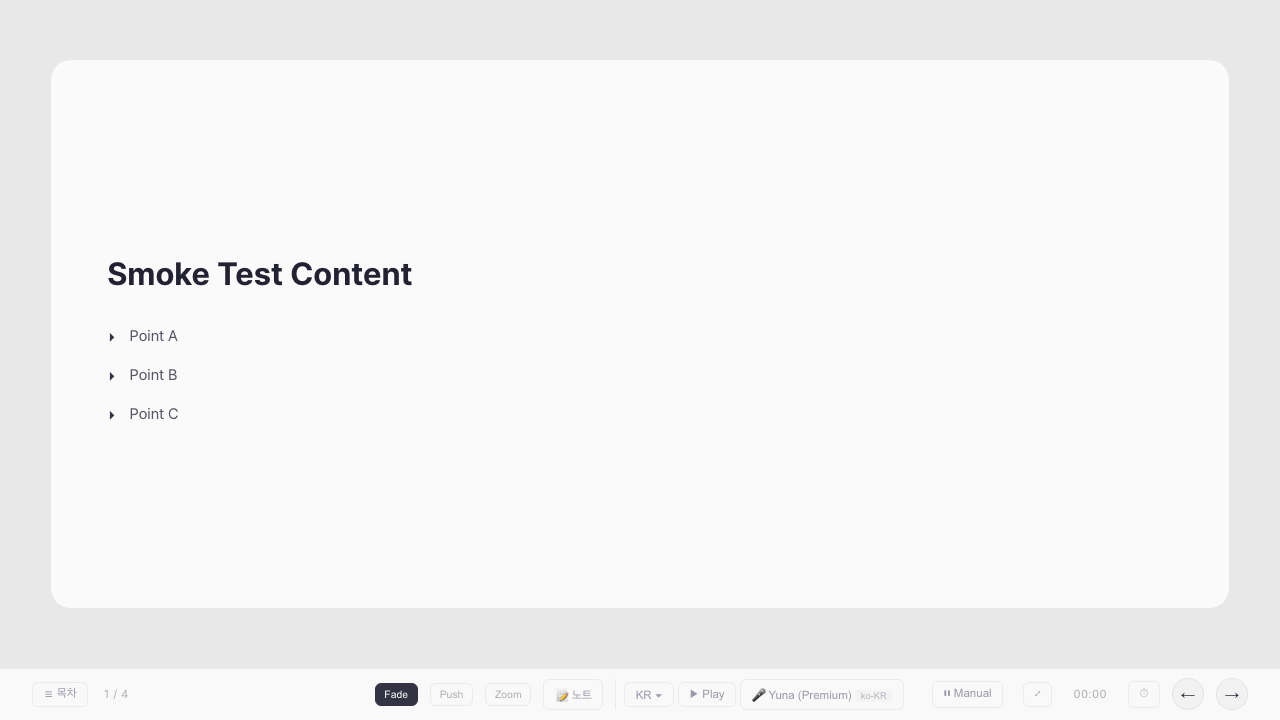 Smoke Test Content
Point A
Point B
Point C
≡ 목차 1 / 4 Fade Push Zoom 📝 노트 KR ▾ ▶ Play 🎤 Yuna (Premium) ko-KR ⏸ Manual ⤢ 00:00 ⏱ ← →